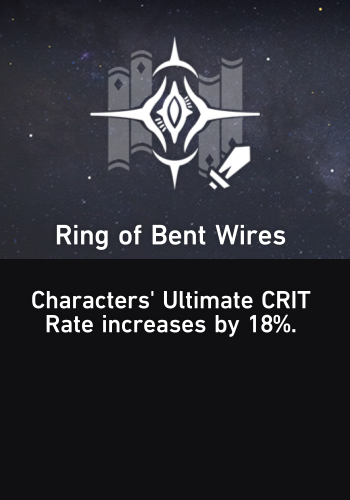 Ring of Bent Wires
Characters' Ultimate CRIT
Rate increases by 18%.